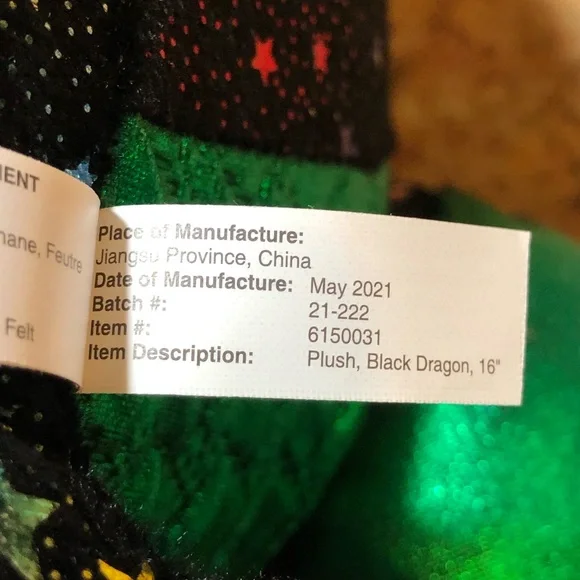 MENT
hane, Feutre
Felt
Place of Manufacture:
Jiangsu Province, China
Date of Manufacture: May 2021
Batch #: 21-222
Item #: 6150031
Item Description: Plush, Black Dragon, 16"